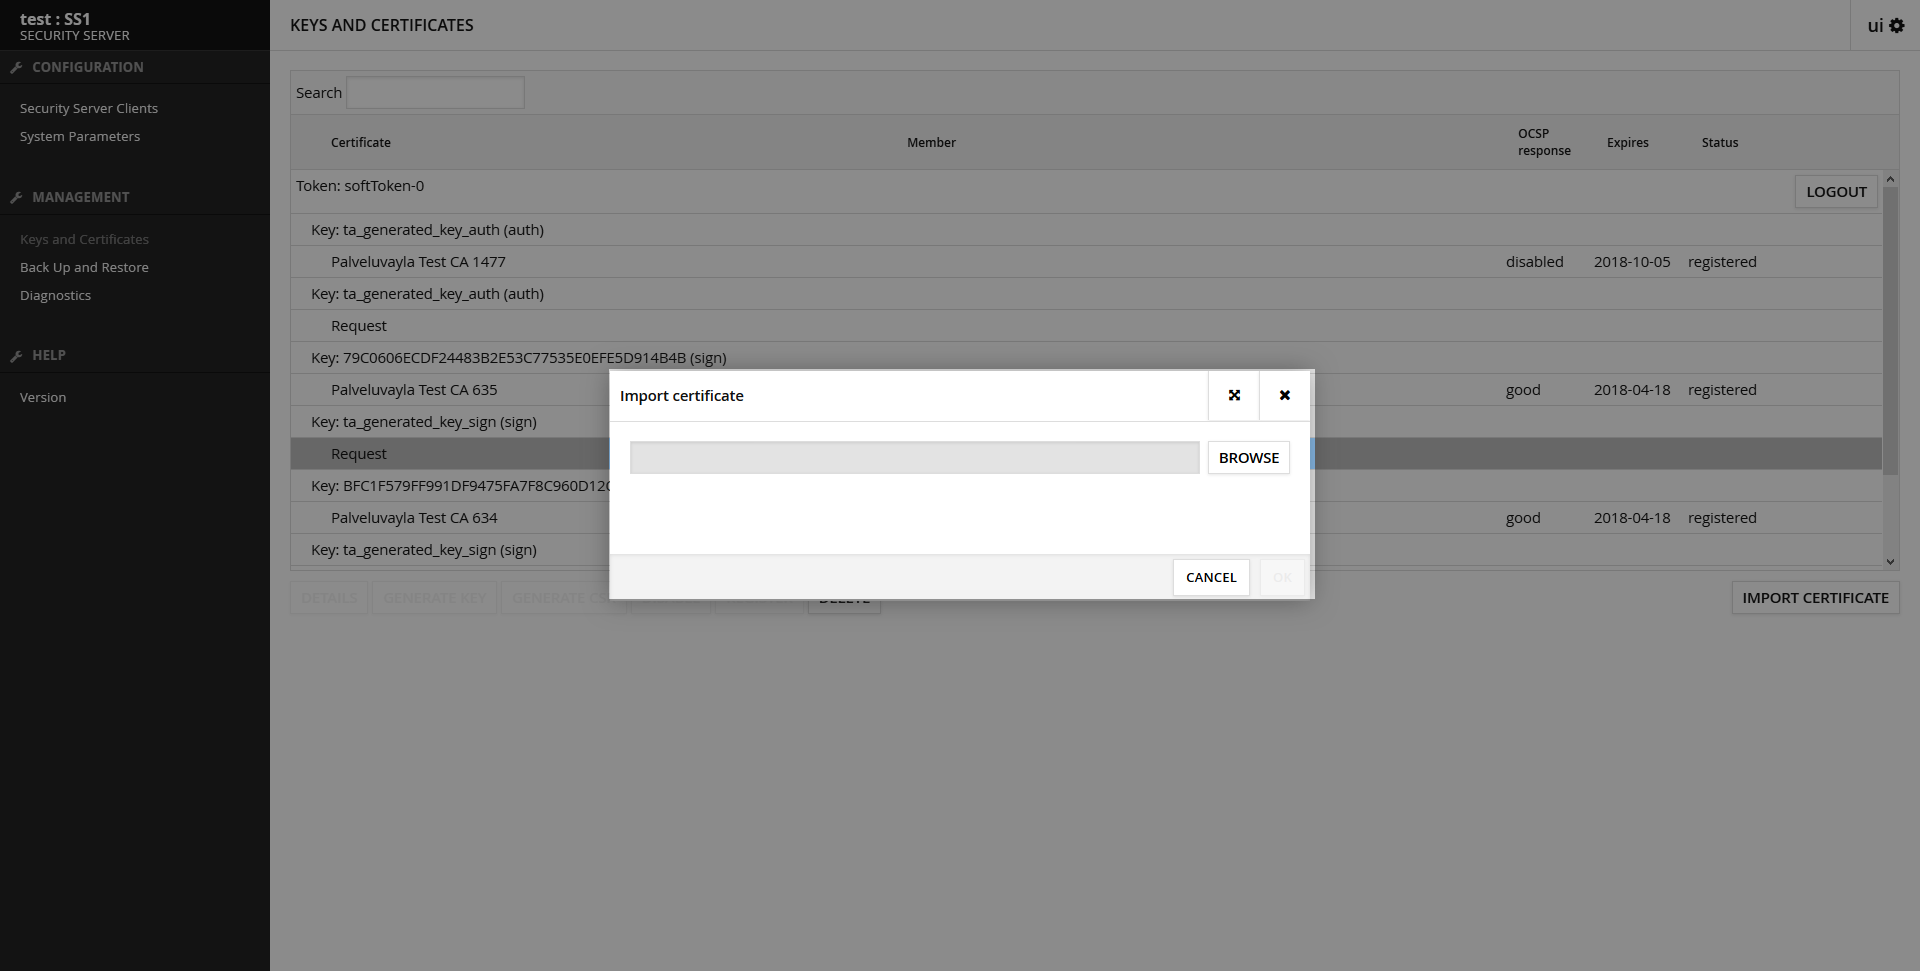 test : SS1
SECURITY SERVER
CONFIGURATION
Security Server Clients
System Parameters
MANAGEMENT
Keys and Certificates
Back Up and Restore
Diagnostics
HELP
Version
KEYS AND CERTIFICATES
ui
Search
Certificate Member OCSP response Expires Status
Token: softToken-0
LOGOUT
Key: ta_generated_key_auth (auth)
Palveluvayla Test CA 1477 disabled 2018-10-05 registered
Key: ta_generated_key_auth (auth)
Request
Key: 79C0606ECDF24483B2E53C77535E0EFE5D914B4B (sign)
Palveluvayla Test CA 635 good 2018-04-18 registered
Key: ta_generated_key_sign (sign)
Request
Key: BFC1F579FF991DF9475FA7F8C960D12C
Palveluvayla Test CA 634 good 2018-04-18 registered
Key: ta_generated_key_sign (sign)
Import certificate
BROWSE
CANCEL OK
DETAILS GENERATE KEY GENERATE DELETE IMPORT CERTIFICATE